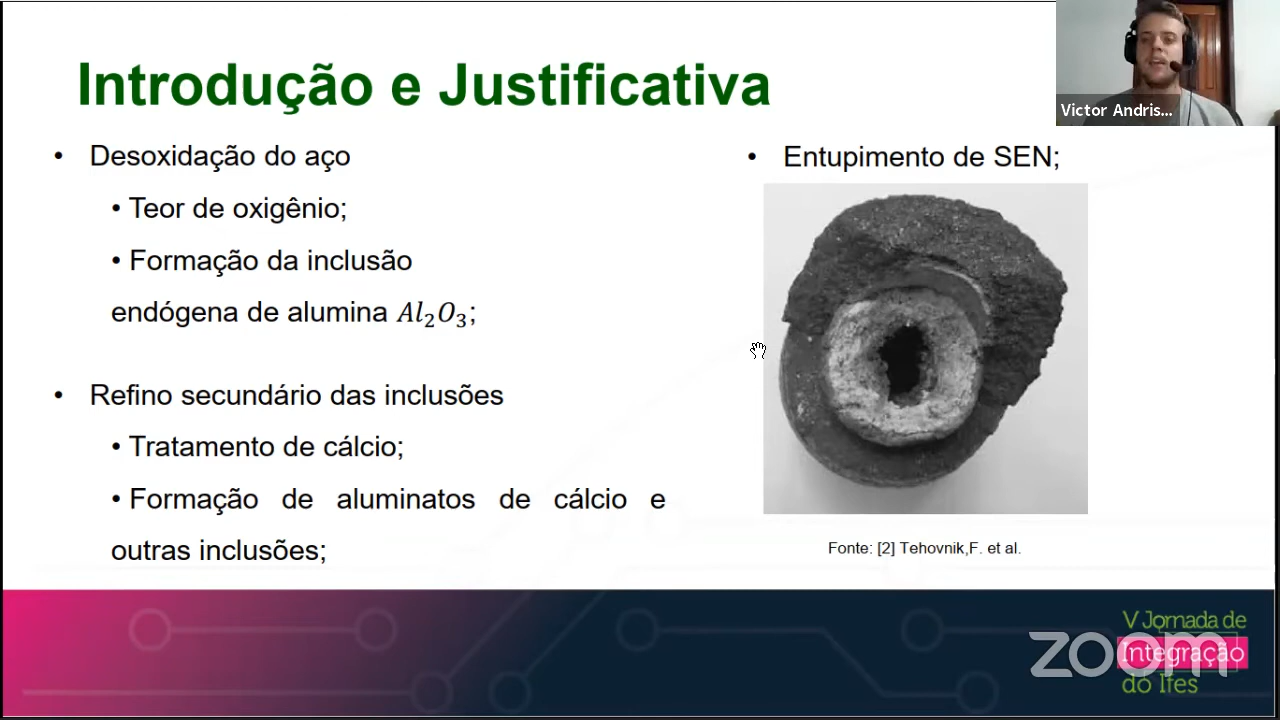 Introdução e Justificativa
Victor Andris...
• Desoxidação do aço
• Teor de oxigênio;
• Formação da inclusão
endógena de alumina Al₂O₃;
• Refino secundário das inclusões
• Tratamento de cálcio;
• Formação de aluminatos de cálcio e
outras inclusões;
• Entupimento de SEN;
Fonte: [2] Tehovnik,F. et al.
V Jornada de
Integração
do Ifes
zoom